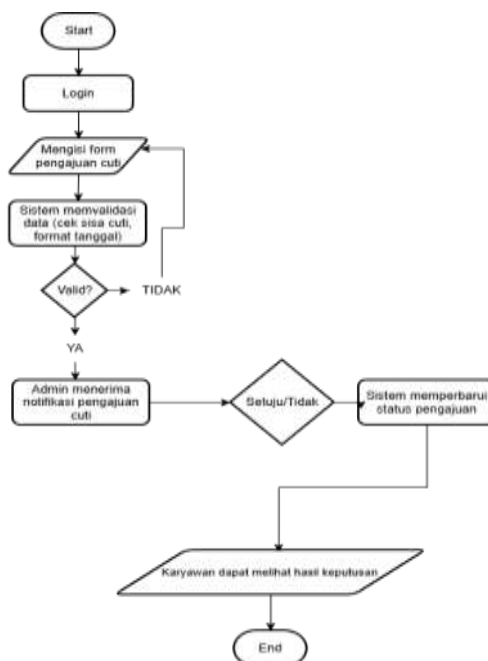 Start
Login
Mengisi form
pengajuan cuti
Sistem memvalidasi
data (cek sisa cuti,
format tanggal)
Valid?
TIDAK
YA
Admin menerima
notifikasi pengajuan
cuti
Setuju/Tidak
Sistem memperbarui
status pengajuan
Karyawan dapat melihat hasil keputusan
End